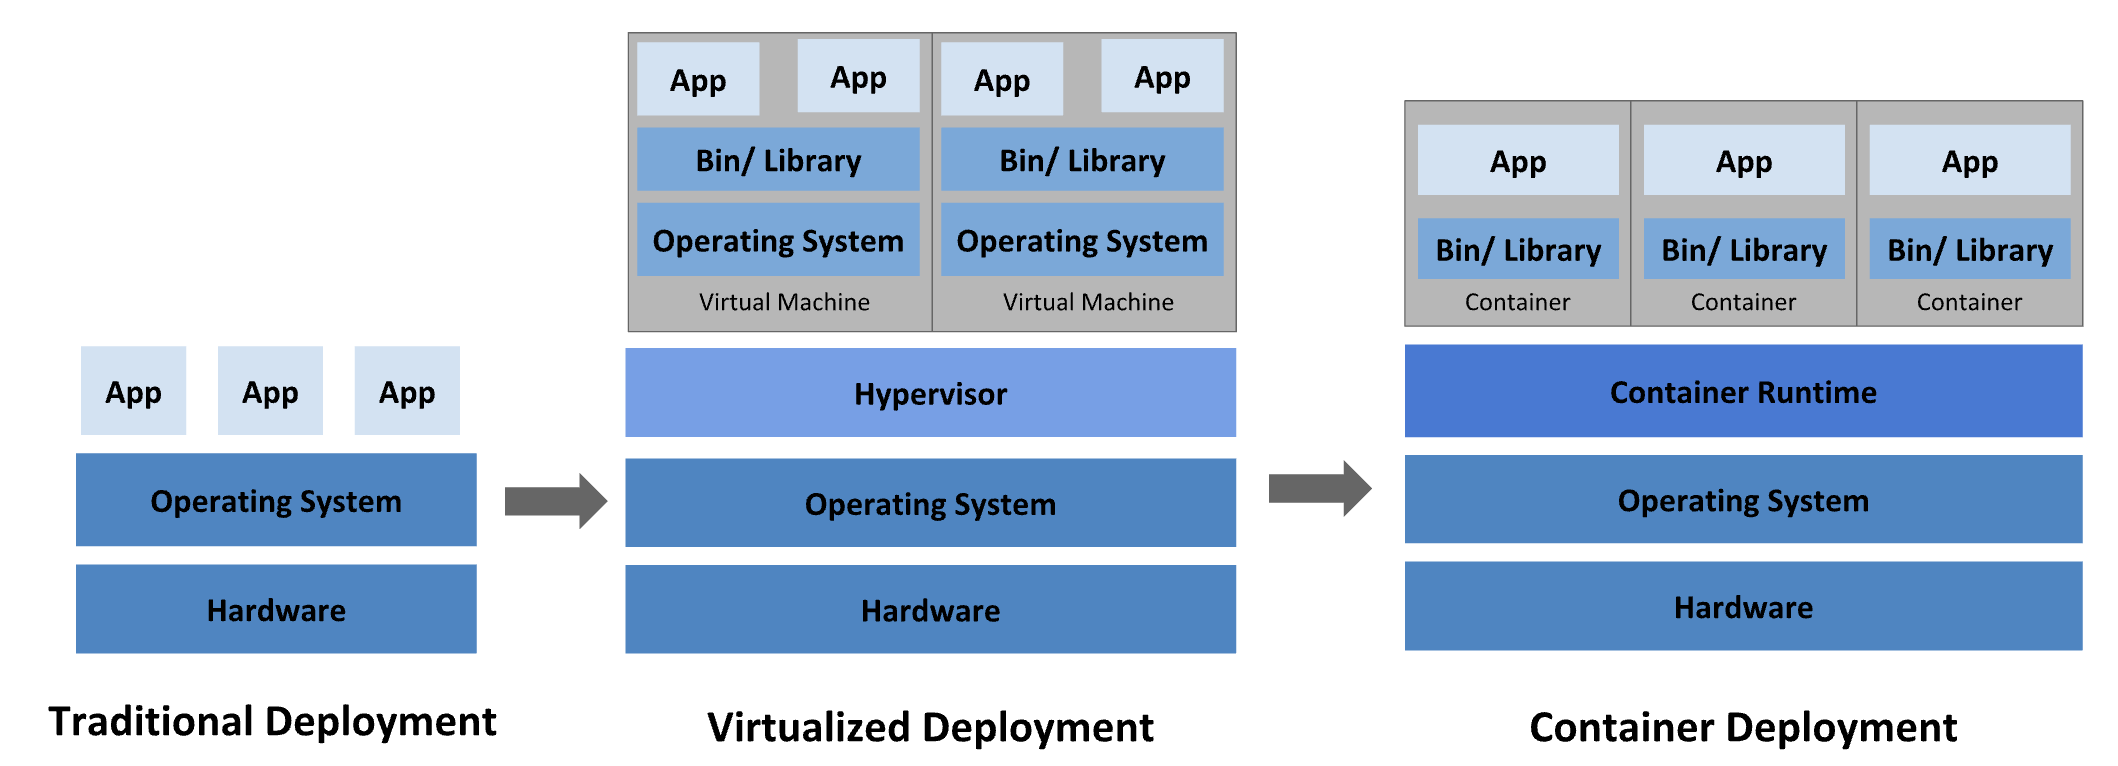 App
App
App
Operating System
Hardware
Traditional Deployment
App
App
Bin/ Library
Operating System
Virtual Machine
App
App
Bin/ Library
Operating System
Virtual Machine
Hypervisor
Operating System
Hardware
Virtualized Deployment
App
Bin/ Library
Container
App
Bin/ Library
Container
App
Bin/ Library
Container
Container Runtime
Operating System
Hardware
Container Deployment